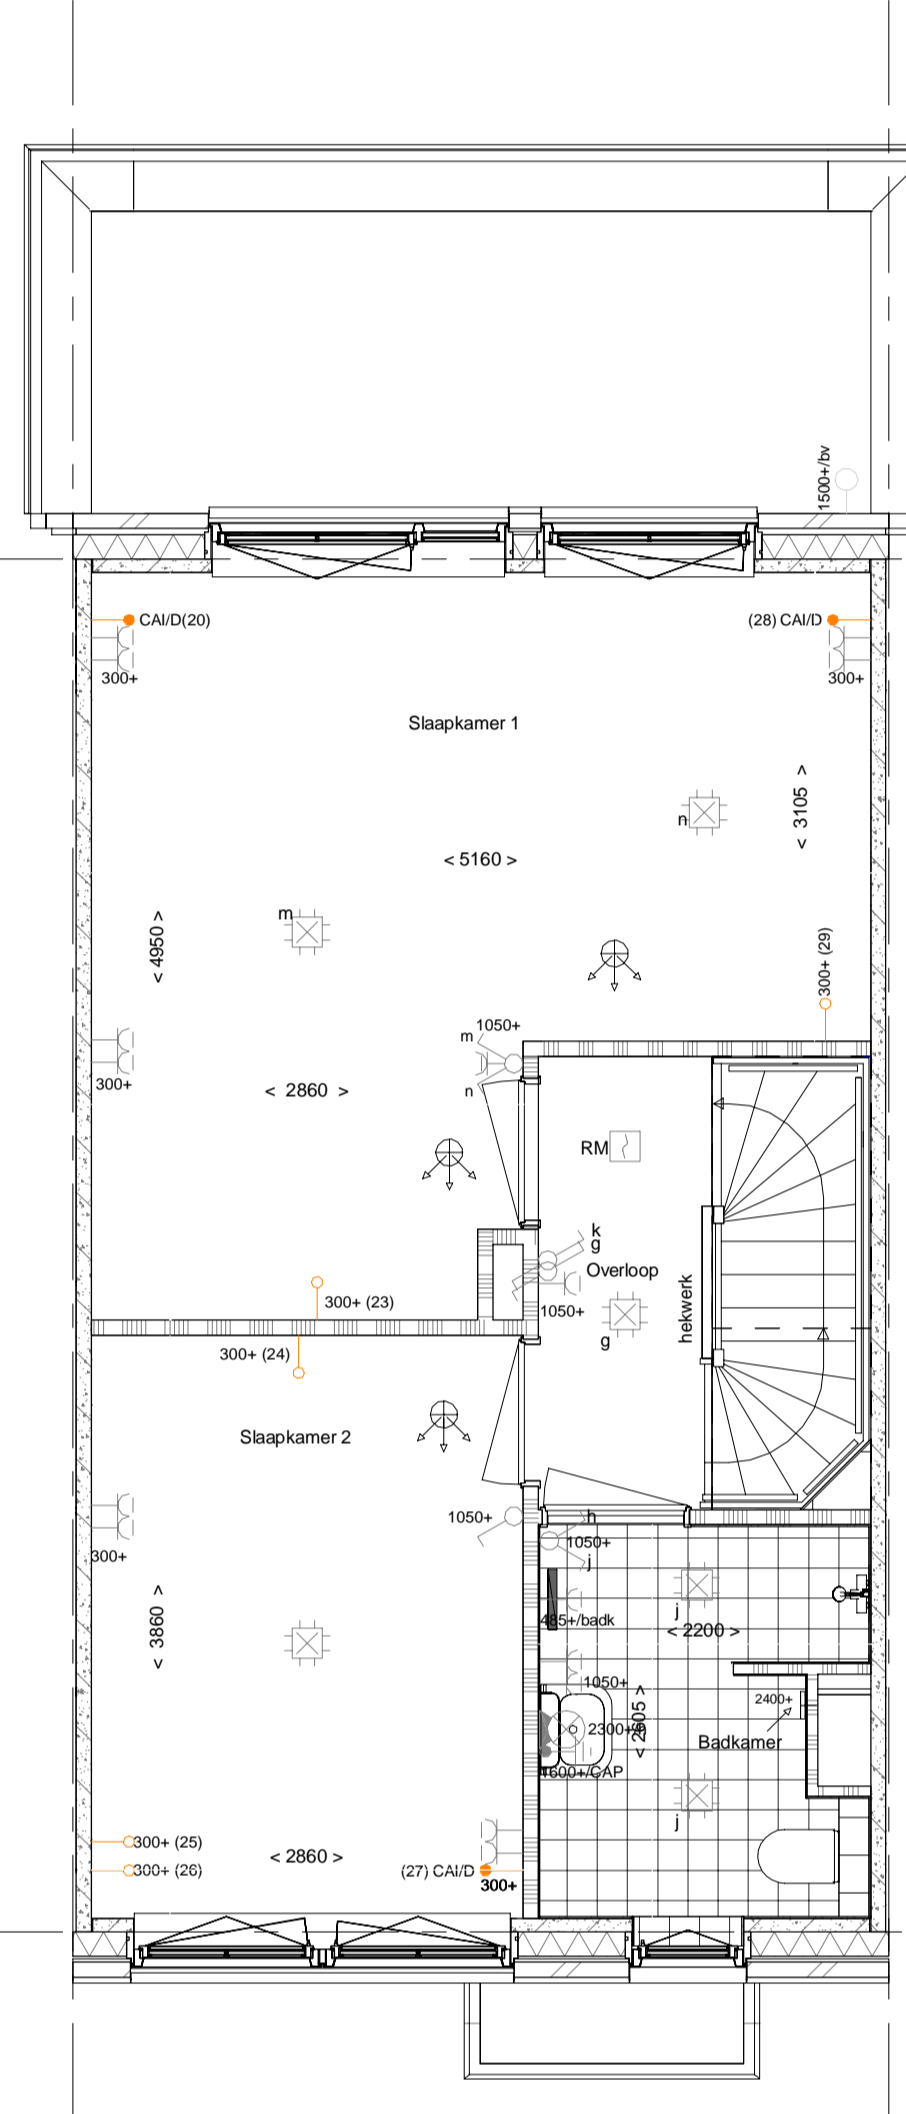 1500+/bv
CAI/D(20)
(28) CAI/D
300+
300+
Slaapkamer 1
n
< 3105 >
< 5160 >
m
< 4950 >
300+ (29)
1050+
m
300+
n
< 2860 >
RM
k
g
Overloop
1050+
hekwerk
g
300+ (23)
300+ (24)
Slaapkamer 2
1050+
h
1050+
j
300+
485+/badk
j
< 2200 >
< 3860 >
1050+
< 2605 >
2400+
2300+
Badkamer
1600+/CAP
j
300+ (25)
300+ (26)
< 2860 >
(27) CAI/D
300+